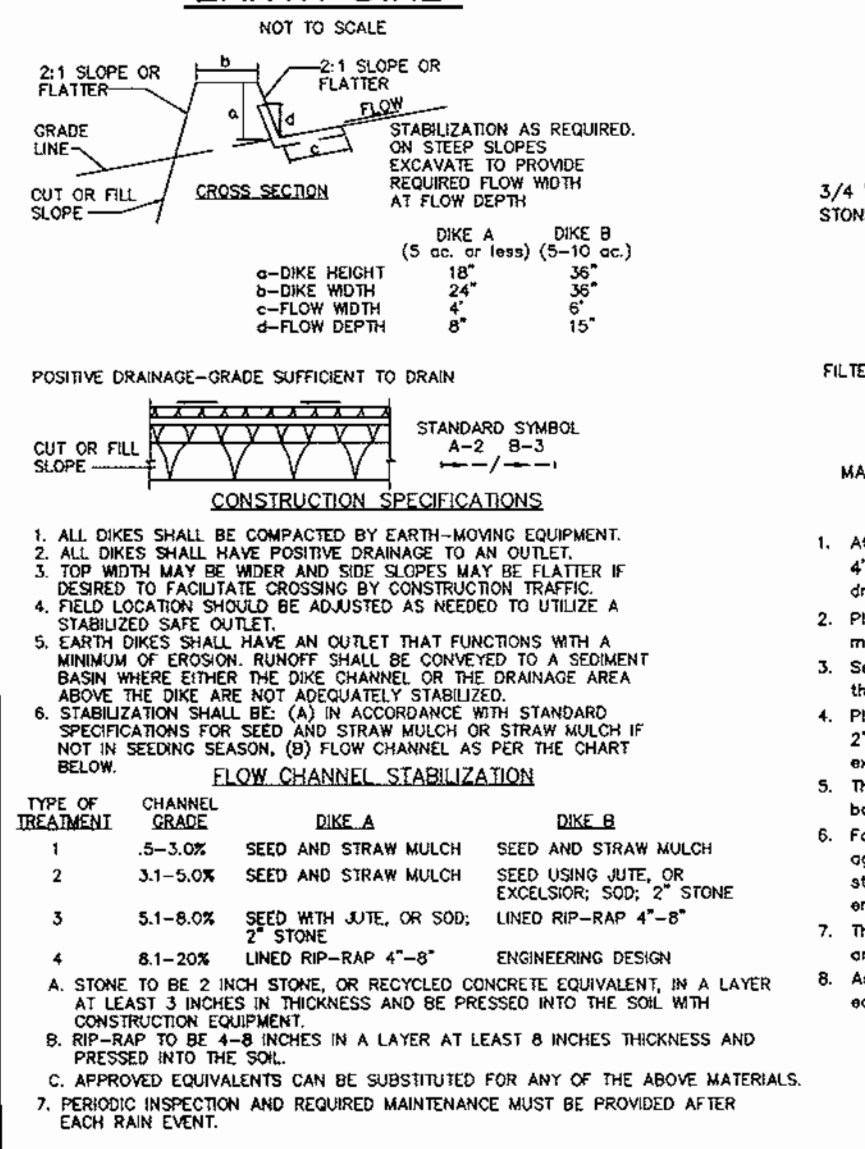 NOT TO SCALE
2:1 SLOPE OR
FLATTER
b
2:1 SLOPE OR
FLATTER
a
d
FLOW
c
GRADE
LINE
CUT OR FILL
SLOPE
CROSS SECTION
STABILIZATION AS REQUIRED.
ON STEEP SLOPES
EXCAVATE TO PROVIDE
REQUIRED FLOW WIDTH
AT FLOW DEPTH
DIKE A DIKE B
(5 ac. or less) (5-10 ac.)
a-DIKE HEIGHT 18" 36"
b-DIKE WIDTH 24" 36"
c-FLOW WIDTH 4' 6'
d-FLOW DEPTH 8" 15"
POSITIVE DRAINAGE-GRADE SUFFICIENT TO DRAIN
CUT OR FILL
SLOPE
STANDARD SYMBOL
A-2 B-3
CONSTRUCTION SPECIFICATIONS
1. ALL DIKES SHALL BE COMPACTED BY EARTH-MOVING EQUIPMENT.
2. ALL DIKES SHALL HAVE POSITIVE DRAINAGE TO AN OUTLET.
3. TOP WIDTH MAY BE WIDER AND SIDE SLOPES MAY BE FLATTER IF
DESIRED TO FACILITATE CROSSING BY CONSTRUCTION TRAFFIC.
4. FIELD LOCATION SHOULD BE ADJUSTED AS NEEDED TO UTILIZE A
STABILIZED SAFE OUTLET.
5. EARTH DIKES SHALL HAVE AN OUTLET THAT FUNCTIONS WITH A
MINIMUM OF EROSION. RUNOFF SHALL BE CONVEYED TO A SEDIMENT
BASIN WHERE EITHER THE DIKE CHANNEL OR THE DRAINAGE AREA
ABOVE THE DIKE ARE NOT ADEQUATELY STABILIZED.
6. STABILIZATION SHALL BE: (A) IN ACCORDANCE WITH STANDARD
SPECIFICATIONS FOR SEED AND STRAW MULCH OR STRAW MULCH IF
NOT IN SEEDING SEASON, (B) FLOW CHANNEL AS PER THE CHART
BELOW.
FLOW CHANNEL STABILIZATION
TYPE OF CHANNEL
TREATMENT GRADE DIKE A DIKE B
1 .5-3.0% SEED AND STRAW MULCH SEED AND STRAW MULCH
2 3.1-5.0% SEED AND STRAW MULCH SEED USING JUTE, OR
EXCELSIOR; SOD; 2" STONE
3 5.1-8.0% SEED WITH JUTE, OR SOD; LINED RIP-RAP 4"-8"
2" STONE
4 8.1-20% LINED RIP-RAP 4"-8" ENGINEERING DESIGN
A. STONE TO BE 2 INCH STONE, OR RECYCLED CONCRETE EQUIVALENT, IN A LAYER
AT LEAST 3 INCHES IN THICKNESS AND BE PRESSED INTO THE SOIL WITH
CONSTRUCTION EQUIPMENT.
B. RIP-RAP TO BE 4-8 INCHES IN A LAYER AT LEAST 8 INCHES THICKNESS AND
PRESSED INTO THE SOIL.
C. APPROVED EQUIVALENTS CAN BE SUBSTITUTED FOR ANY OF THE ABOVE MATERIALS.
7. PERIODIC INSPECTION AND REQUIRED MAINTENANCE MUST BE PROVIDED AFTER
EACH RAIN EVENT.
3/4
1.
4'
2.
3.
4.
2"
5.
6.
7.
8.